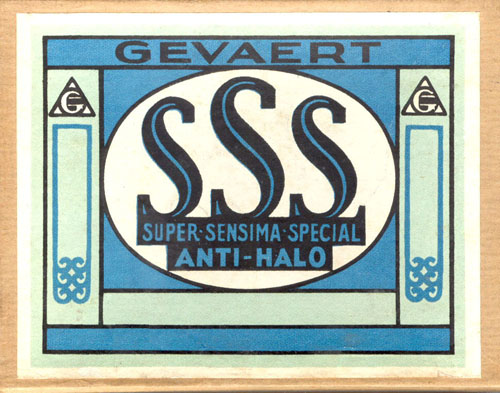 GEVAERT
SSS
SUPER·SENSIMA·SPECIAL
ANTI-HALO